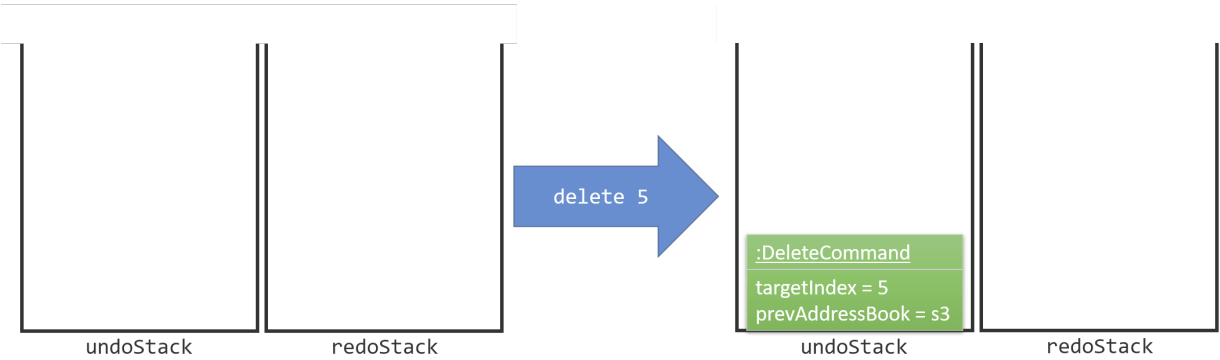 delete 5
:DeleteCommand
targetIndex = 5
prevAddressBook = s3
undoStack
redoStack
undoStack
redoStack